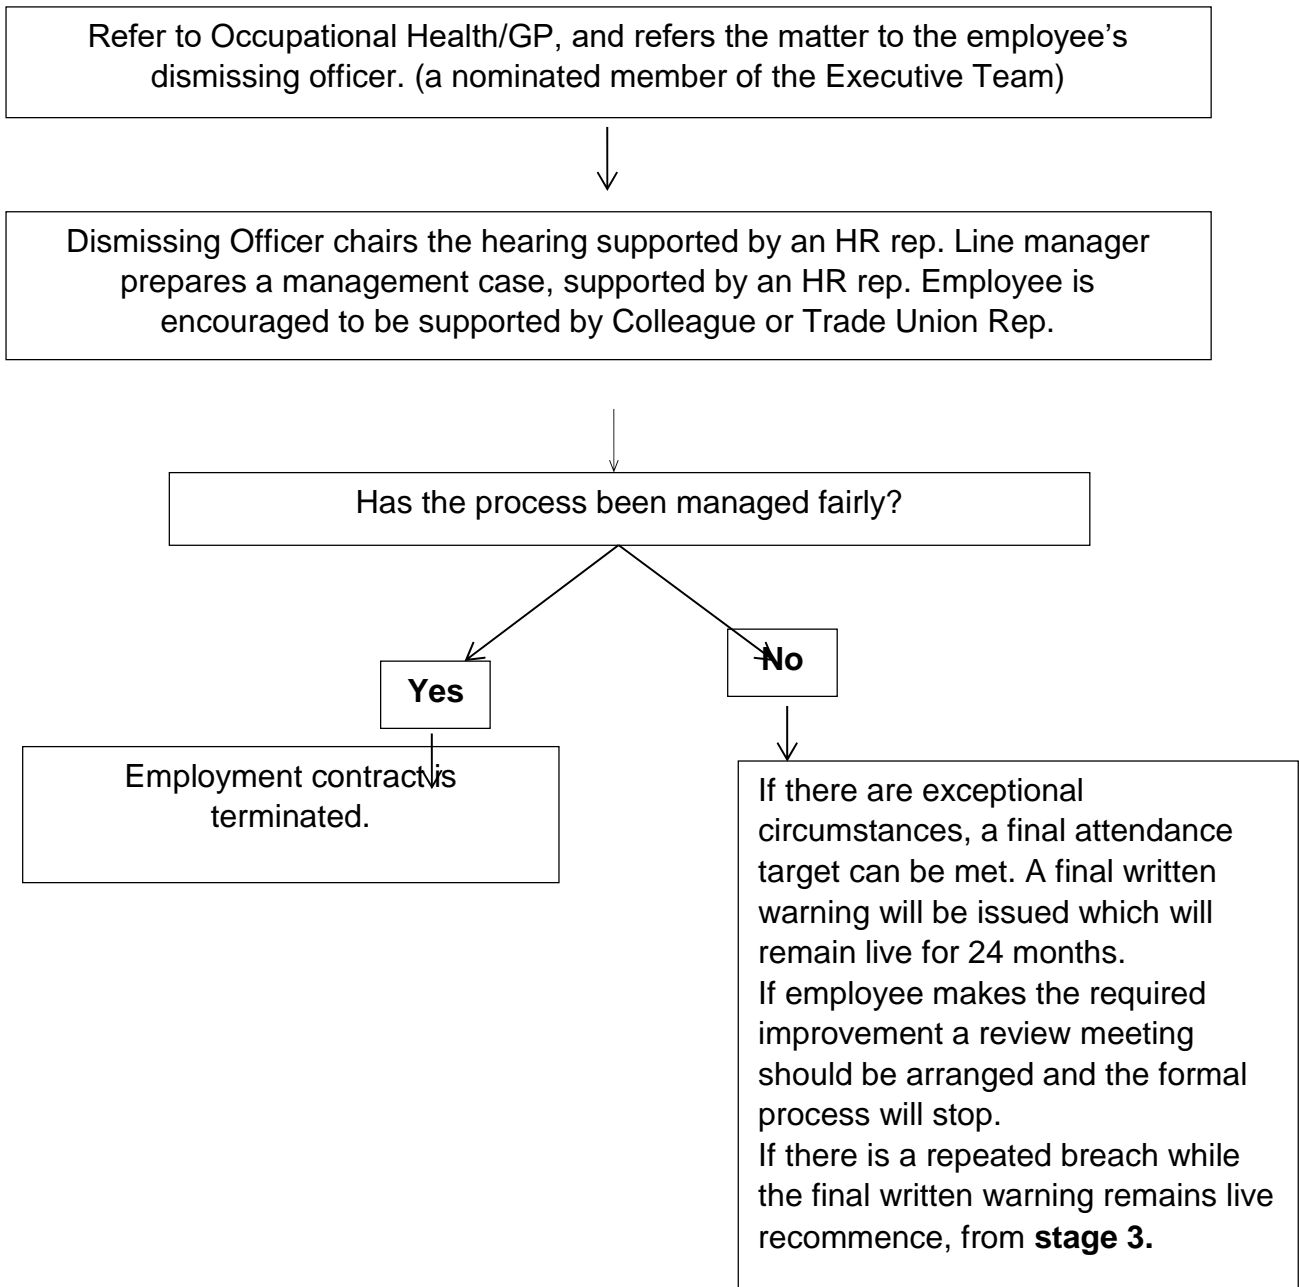 Refer to Occupational Health/GP, and refers the matter to the employee’s
dismissing officer. (a nominated member of the Executive Team)
Dismissing Officer chairs the hearing supported by an HR rep. Line manager
prepares a management case, supported by an HR rep. Employee is
encouraged to be supported by Colleague or Trade Union Rep.
Has the process been managed fairly?
Yes
No
Employment contract is
terminated.
If there are exceptional
circumstances, a final attendance
target can be met. A final written
warning will be issued which will
remain live for 24 months.
If employee makes the required
improvement a review meeting
should be arranged and the formal
process will stop.
If there is a repeated breach while
the final written warning remains live
recommence, from stage 3.